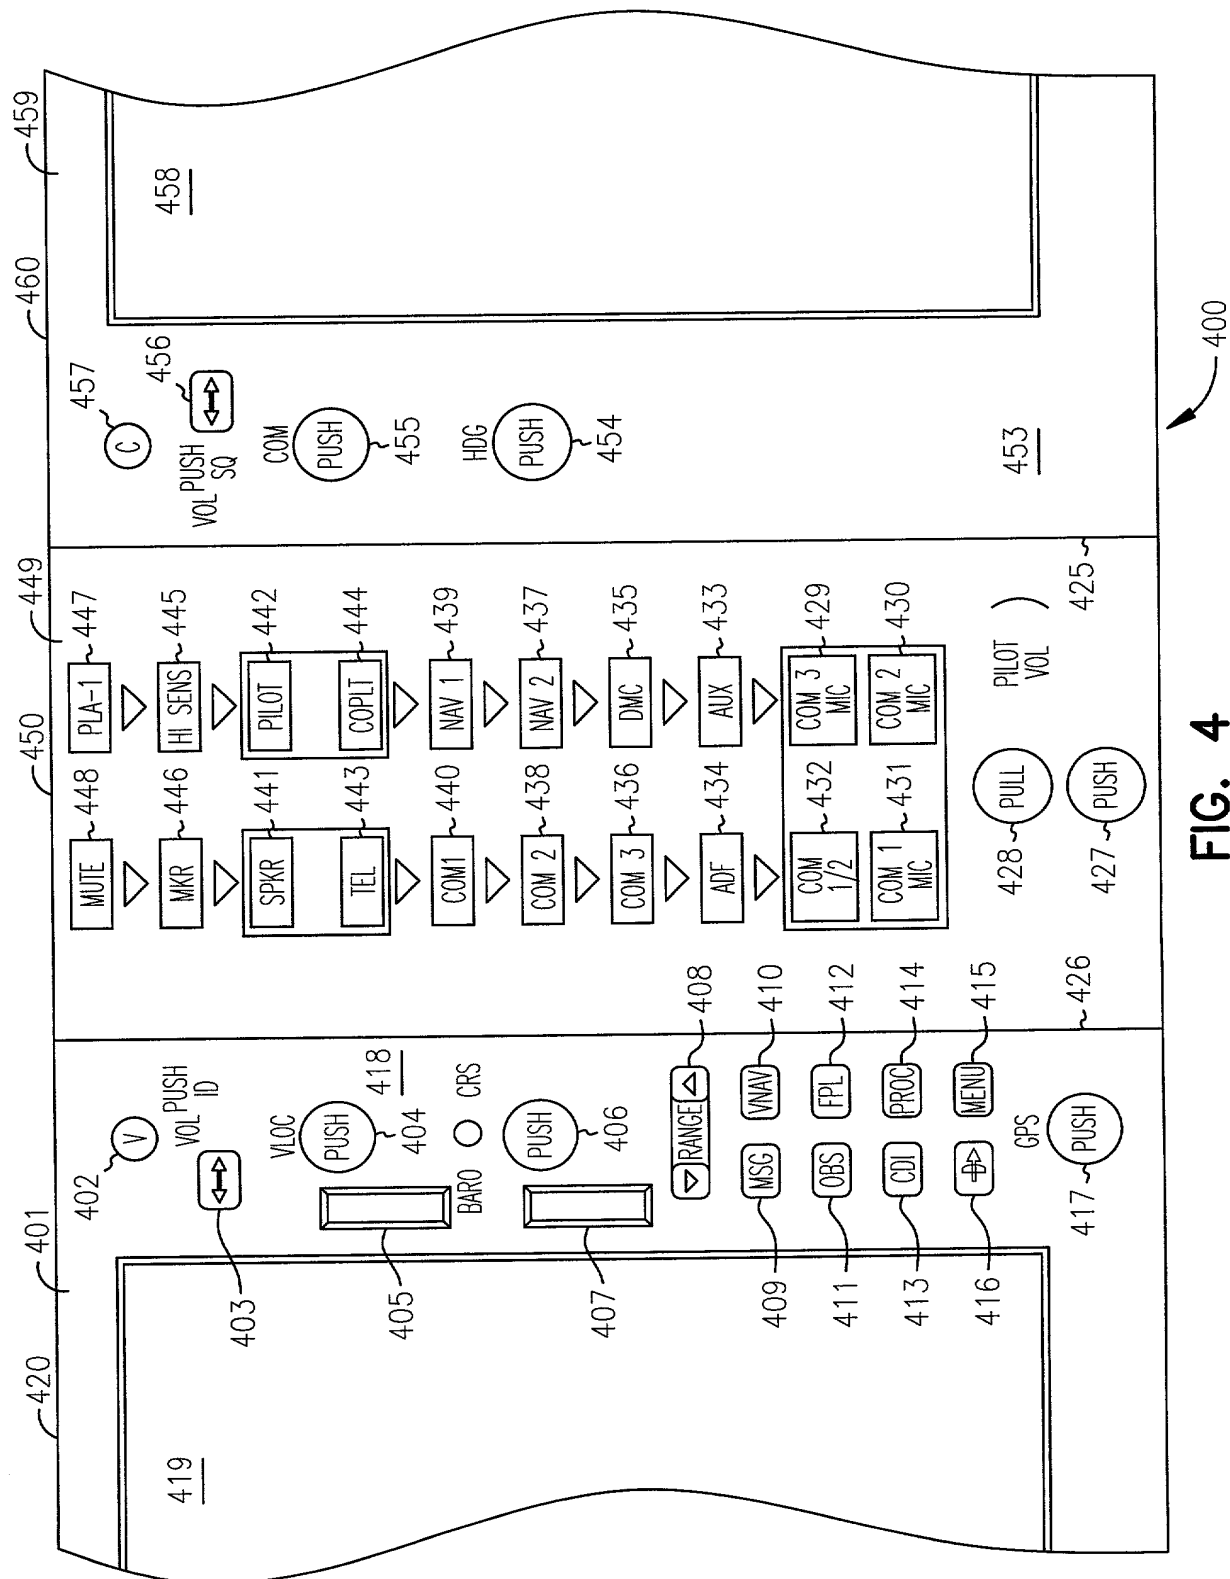 420
401
450
449
460
459
419
402
V
VOL PUSH ID
403
VLOC
PUSH
404
405
418
BARO
CRS
PUSH
406
407
RANGE
408
MSG
VNAV
409
410
OBS
FPL
411
412
CDI
PROC
413
414
MENU
416
415
GPS
PUSH
417
426
MUTE
448
PLA-1
447
MKR
446
HI SENS
445
SPKR
441
PILOT
442
TEL
443
COPLT
444
COM1
440
NAV 1
439
COM 2
438
NAV 2
437
COM 3
436
DMC
435
ADF
434
AUX
433
COM 1/2
432
COM 3 MIC
429
COM 1 MIC
431
COM 2 MIC
430
PULL
428
PILOT VOL
PUSH
427
425
C
457
VOL PUSH SQ
456
COM
PUSH
455
HDG
PUSH
454
453
458
400
FIG. 4